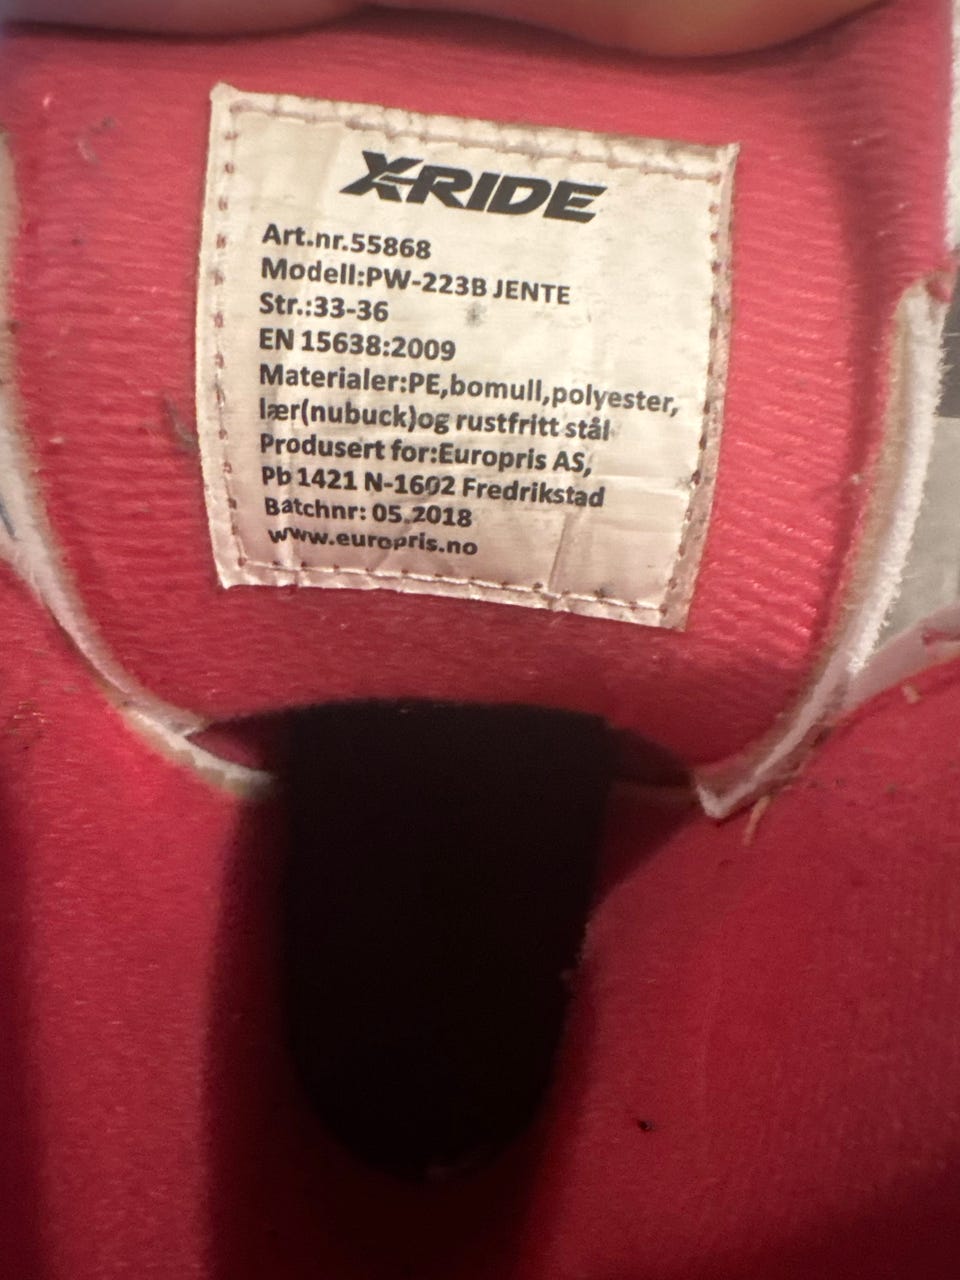 X-RIDE
Art.nr.55868
Modell:PW-223B JENTE
Str.:33-36
EN 15638:2009
Materialer:PE,bomull,polyester,
lær(nubuck)og rustfritt stål
Produsert for:Europris AS,
Pb 1421 N-1602 Fredrikstad
Batchnr: 05.2018
www.europris.no